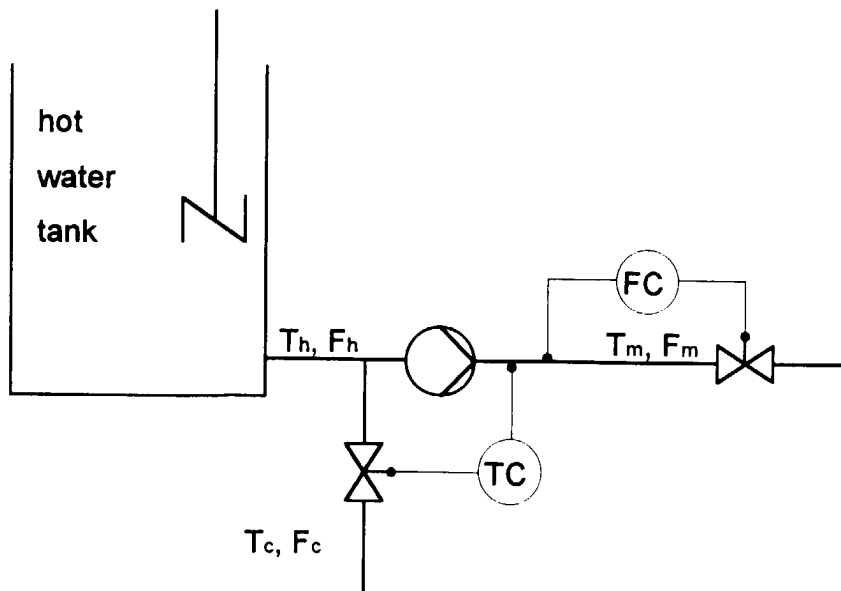 hot
water
tank
FC
Th, Fh
Tm, Fm
TC
Tc, Fc